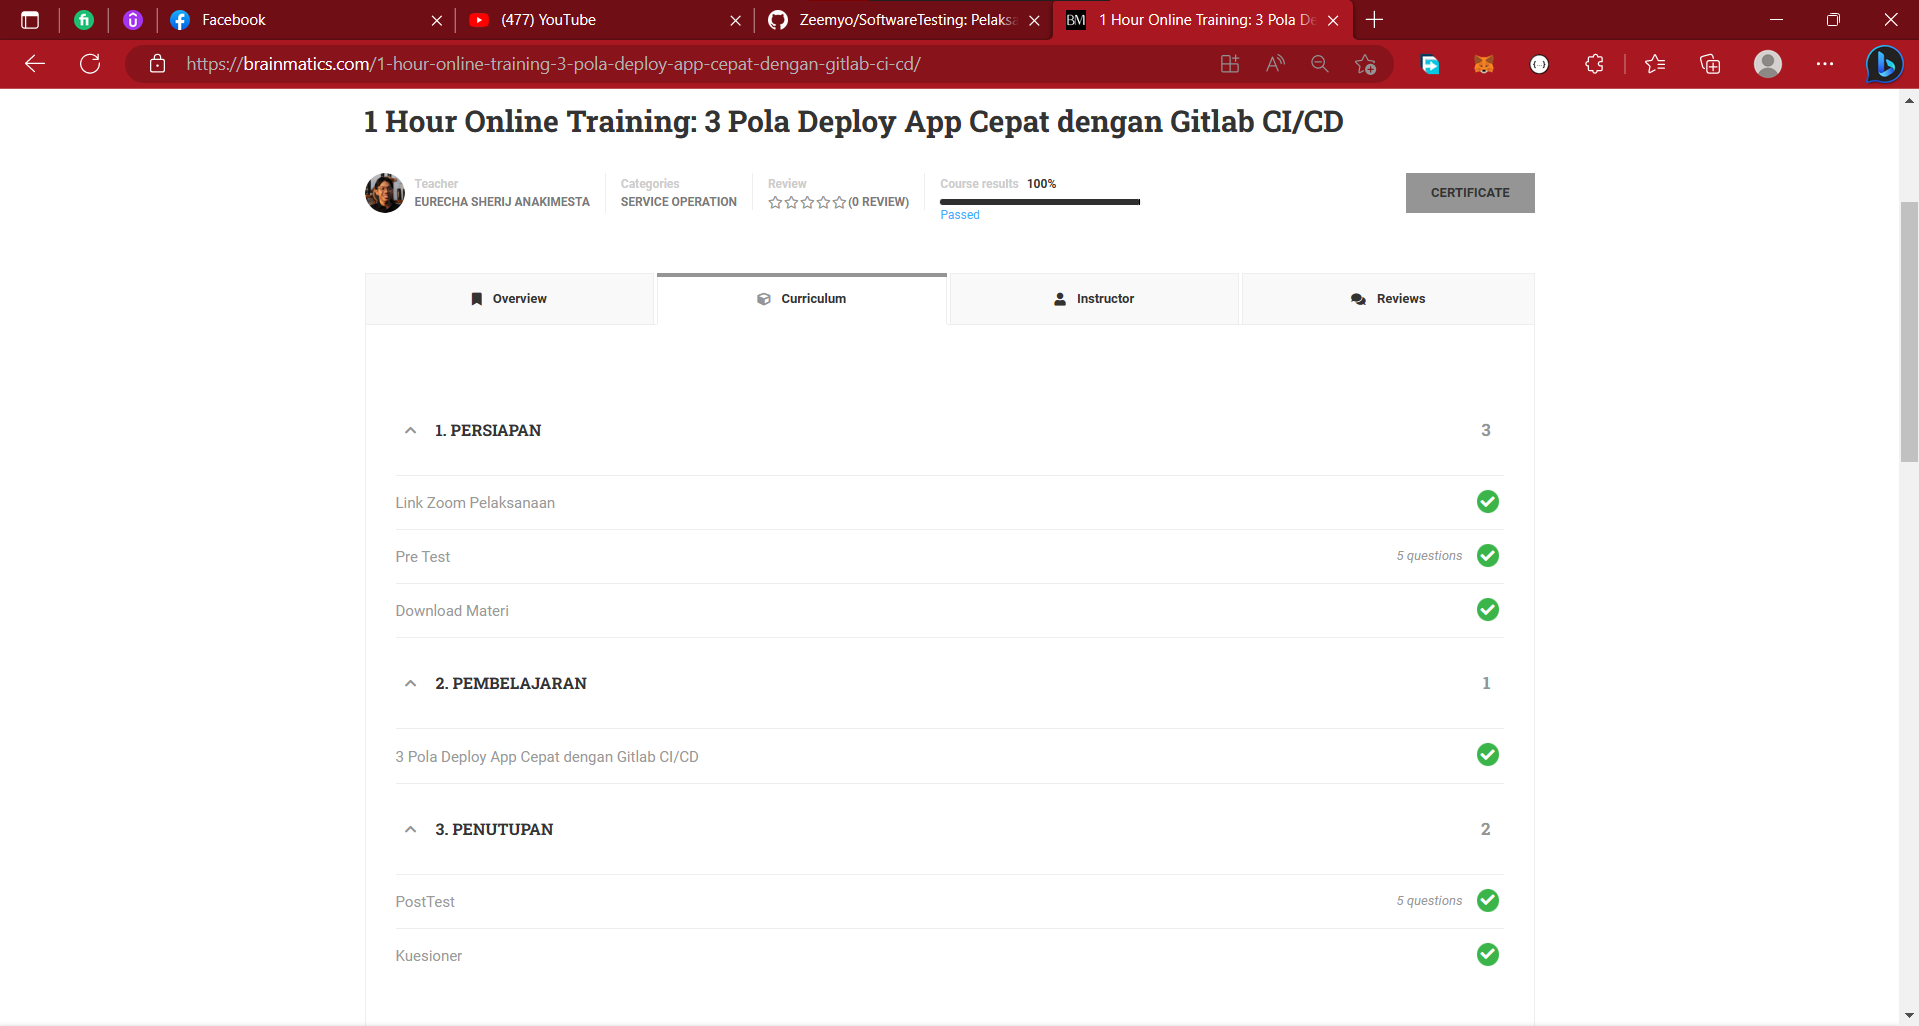 Facebook
(477) YouTube
Zeemyo/SoftwareTesting: Pelaksa
BM
1 Hour Online Training: 3 Pola De
https://brainmatics.com/1-hour-online-training-3-pola-deploy-app-cepat-dengan-gitlab-ci-cd/
1 Hour Online Training: 3 Pola Deploy App Cepat dengan Gitlab CI/CD
Teacher
EURECHA SHERIJ ANAKIMESTA
Categories
SERVICE OPERATION
Review
(0 REVIEW)
Course results 100%
Passed
CERTIFICATE
Overview
Curriculum
Instructor
Reviews
1. PERSIAPAN 3
Link Zoom Pelaksanaan
Pre Test 5 questions
Download Materi
2. PEMBELAJARAN 1
3 Pola Deploy App Cepat dengan Gitlab CI/CD
3. PENUTUPAN 2
PostTest 5 questions
Kuesioner